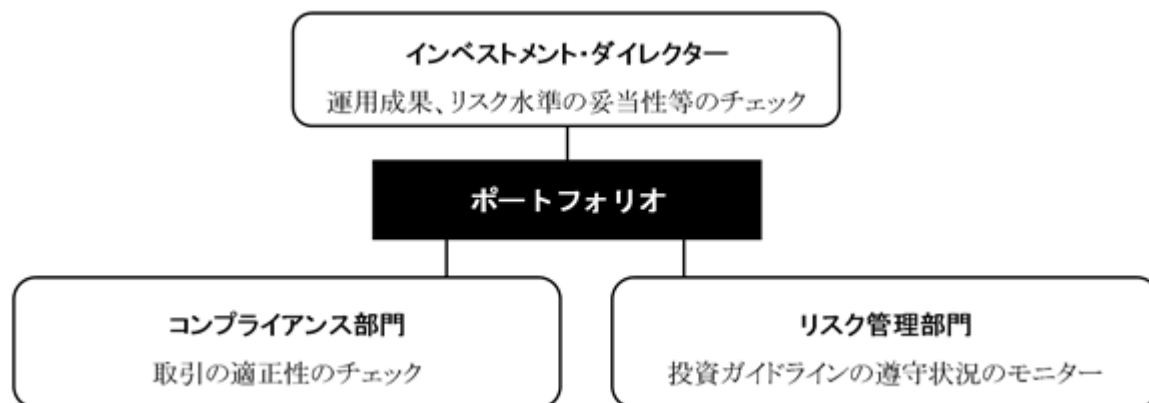 インベストメント・ダイレクター
運用成果、リスク水準の妥当性等のチェック
ポートフォリオ
コンプライアンス部門
取引の適正性のチェック
リスク管理部門
投資ガイドラインの遵守状況のモニター